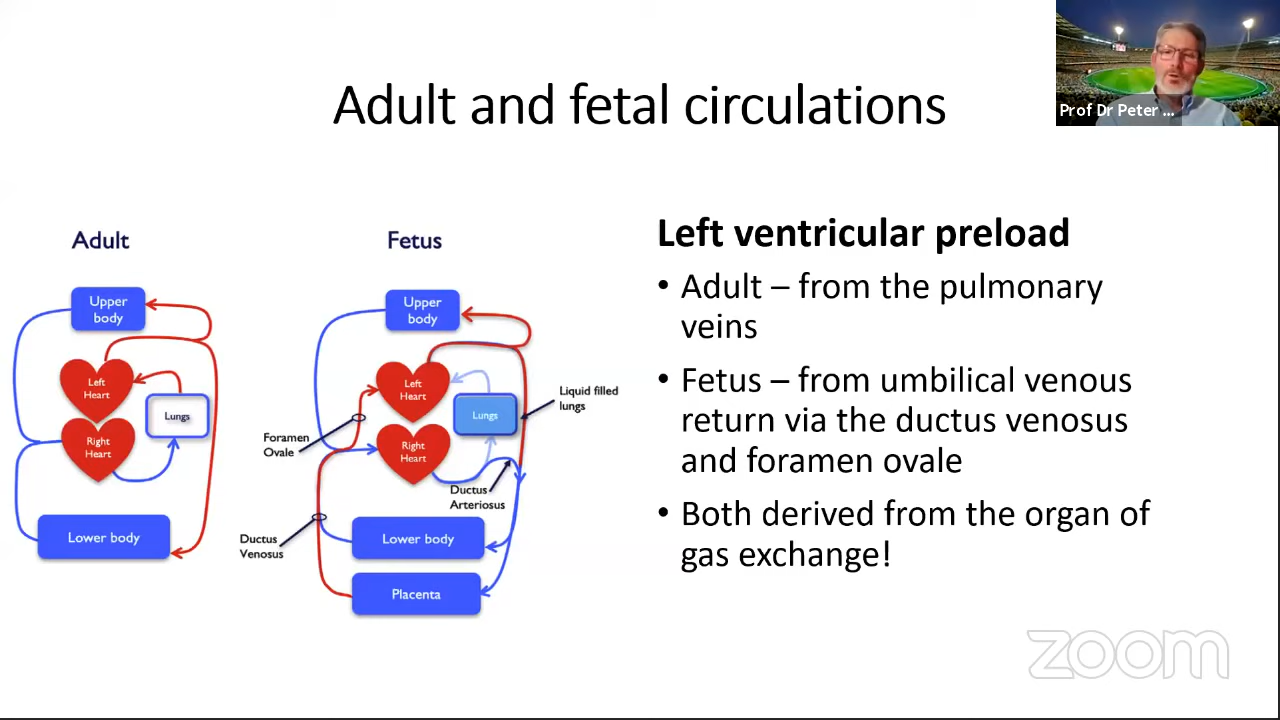 Prof Dr Peter ...
Adult and fetal circulations
Adult
Upper
body
Left
Heart
Lungs
Right
Heart
Lower body
Fetus
Upper
body
Left
Heart
Lungs
Liquid filled
lungs
Foramen
Ovale
Right
Heart
Ductus
Arteriosus
Ductus
Venosus
Lower body
Placenta
Left ventricular preload
• Adult – from the pulmonary
veins
• Fetus – from umbilical venous
return via the ductus venosus
and foramen ovale
• Both derived from the organ of
gas exchange!
zoom